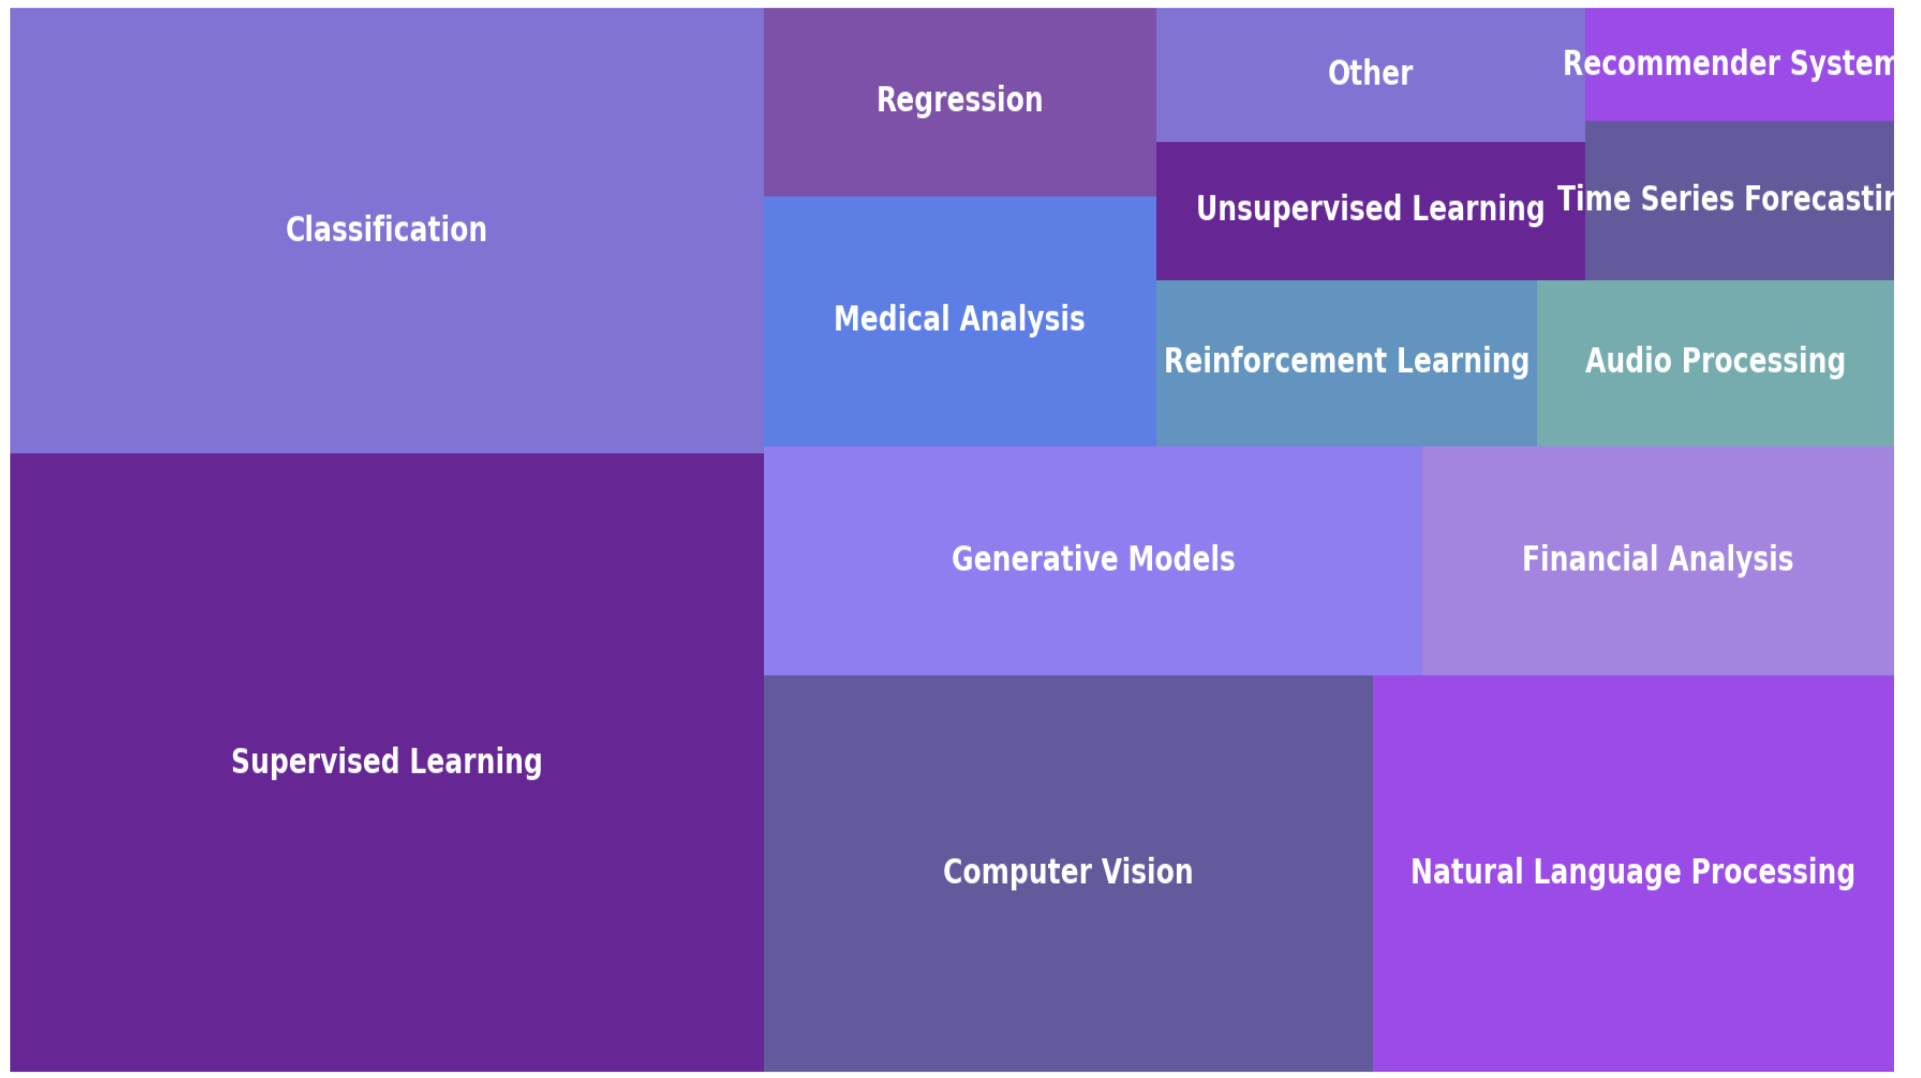 Classification
Supervised Learning
Regression
Medical Analysis
Other
Unsupervised Learning
Recommender System
Time Series Forecastin
Reinforcement Learning
Audio Processing
Generative Models
Financial Analysis
Computer Vision
Natural Language Processing